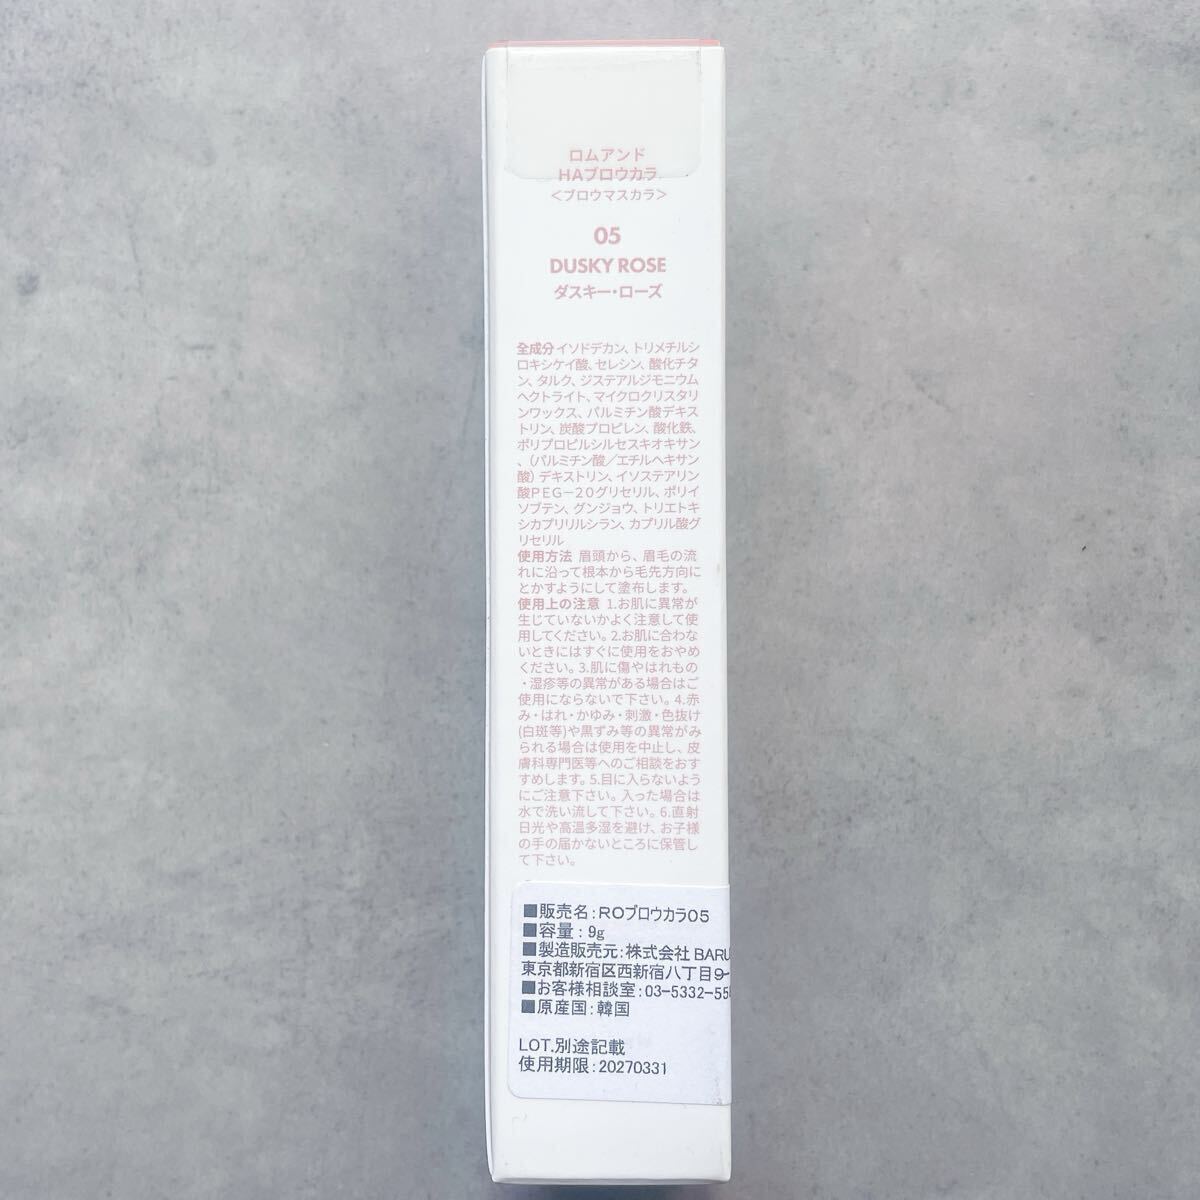 ロムアンド
HAブロウカラ
＜ブロウマスカラ＞
05
DUSKY ROSE
ダスキー・ローズ
全成分 イソドデカン、トリメチルシ
ロキシケイ酸、セレシン、酸化チタ
ン、タルク、ジステアルジモニウム
ヘクトライト、マイクロクリスタリ
ンワックス、パルミチン酸デキス
トリン、炭酸プロピレン、酸化鉄、
ポリプロピルシルセスキオキサン
、（パルミチン酸／エチルヘキサン
酸）デキストリン、イソステアリン
酸ＰＥＧ－２０グリセリル、ポリイ
ソブテン、グンジョウ、トリエトキ
シカプリリルシラン、カプリル酸グ
リセリル
使用方法 眉頭から、眉毛の流
れに沿って根本から毛先方向に
とかすようにして塗布します。
使用上の注意 1.お肌に異常が
生じていないかよく注意して使
用してください。2.お肌に合わな
いときにはすぐに使用をおやめ
ください。3.肌に傷やはれもの
・湿疹等の異常がある場合はご
使用にならないで下さい。4.赤
み・はれ・かゆみ・刺激・色抜け
(白斑等)や黒ずみ等の異常がみ
られる場合は使用を中止し、皮
膚科専門医等へのご相談をおす
すめします。5.目に入らないよう
にご注意下さい。入った場合は
水で洗い流して下さい。6.直射
日光や高温多湿を避け、お子様
の手の届かないところに保管し
て下さい。
■販売名：ROブロウカラ05
■容量：9g
■製造販売元：株式会社 BARU
東京都新宿区西新宿八丁目9-
■お客様相談室：03-5332-55
■原産国：韓国
LOT.別途記載
使用期限：20270331